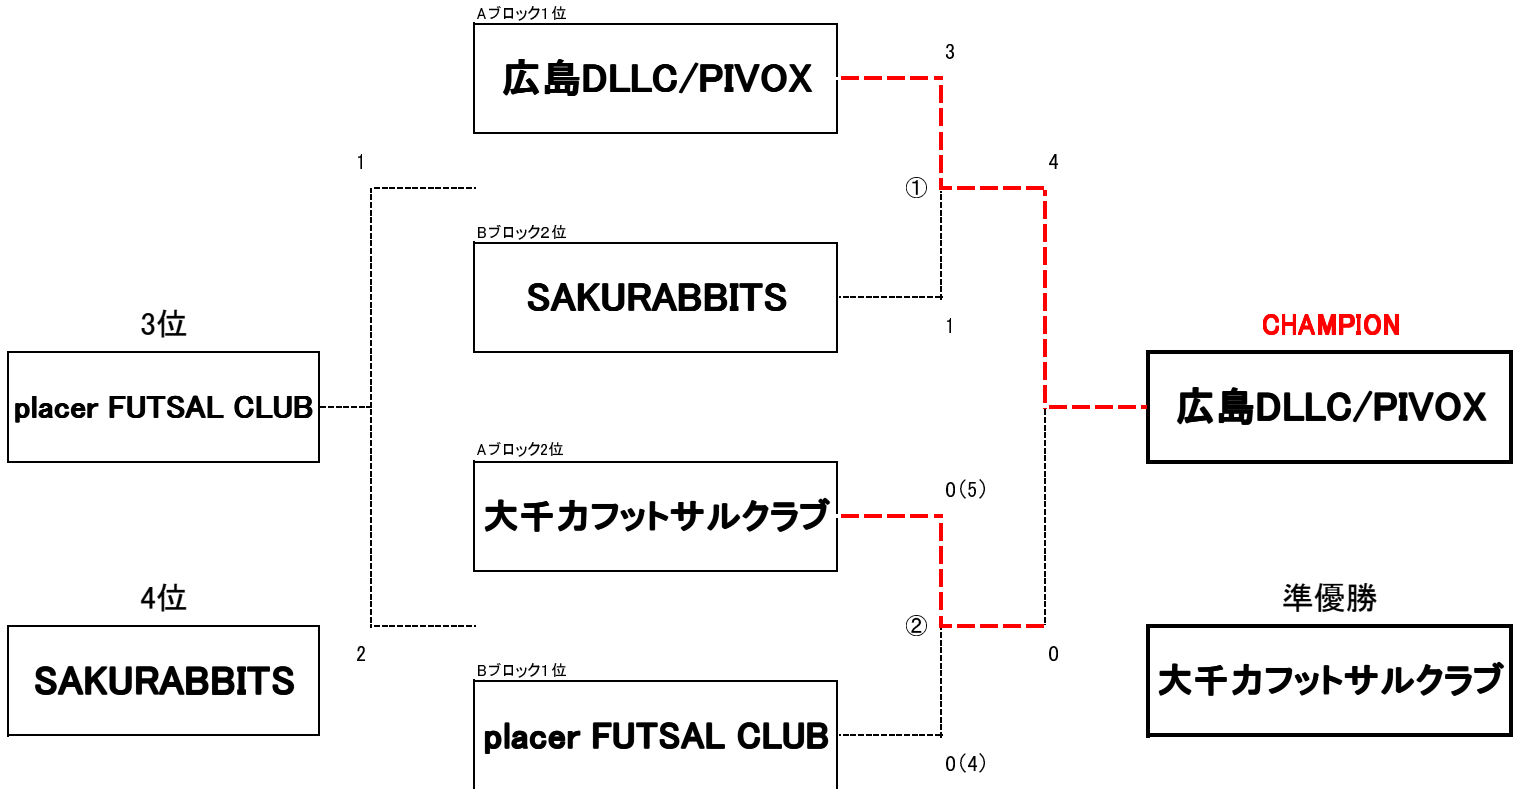 Aブロック1位
広島DLLC/PIVOX
3
1
4
①
Bブロック2位
SAKURABBITS
1
3位
CHAMPION
placer FUTSAL CLUB
広島DLLC/PIVOX
Aブロック2位
大千カフットサルクラブ
0(5)
4位
準優勝
②
2
0
SAKURABBITS
Bブロック1位
大千カフットサルクラブ
placer FUTSAL CLUB
0(4)